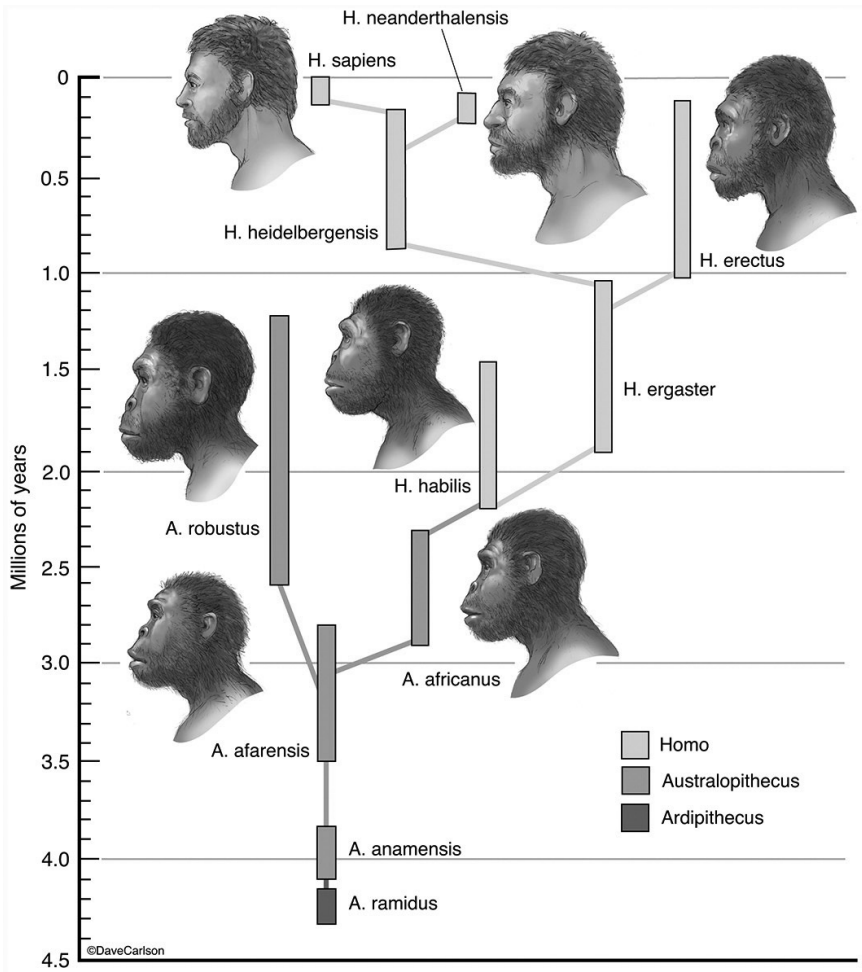 H. neanderthalensis
H. sapiens
0
0.5
H. heidelbergensis
H. erectus
1.0
1.5
H. ergaster
Millions of years
2.0
H. habilis
A. robustus
2.5
3.0
A. africanus
Homo
A. afarensis
3.5
Australopithecus
Ardipithecus
A. anamensis
4.0
A. ramidus
©DaveCarlson
4.5